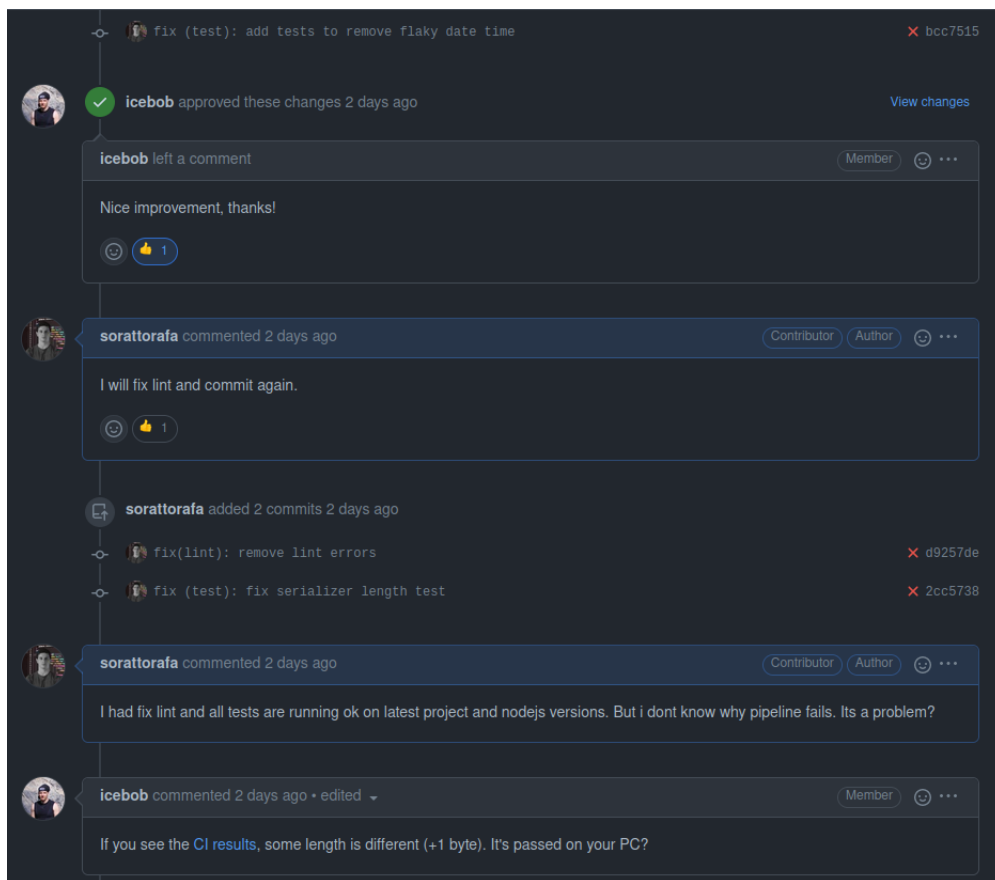 fix (test): add tests to remove flaky date time bcc7515
icebob approved these changes 2 days ago View changes
icebob left a comment Member
Nice improvement, thanks!
1
sorattorafa commented 2 days ago Contributor Author
I will fix lint and commit again.
1
sorattorafa added 2 commits 2 days ago
fix(lint): remove lint errors d9257de
fix (test): fix serializer length test 2cc5738
sorattorafa commented 2 days ago Contributor Author
I had fix lint and all tests are running ok on latest project and nodejs versions. But i dont know why pipeline fails. Its a problem?
icebob commented 2 days ago • edited Member
If you see the CI results, some length is different (+1 byte). It's passed on your PC?